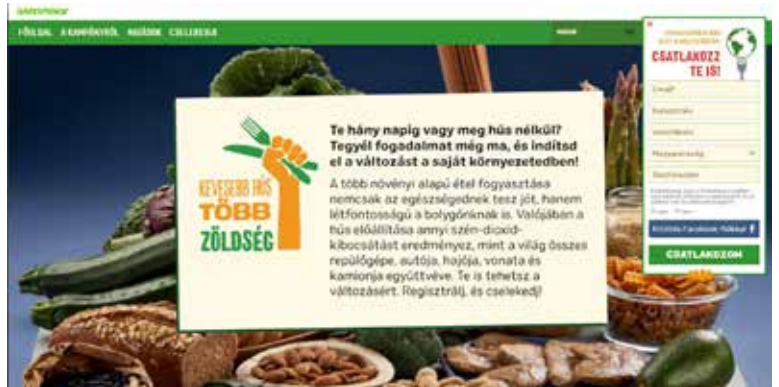 GREENPEACE
FŐOLDAL A KAMPÁNYRÓL HAZÁNK CSELEKEDJ!
CSATLAKOZZ
TE IS!
Magyarország
CSATLAKOZOM
KEVESEBB HÚS
TÖBB
ZÖLDSÉG
Te hány napig vagy meg hús nélkül?
Tegyél fogadalmat még ma, és indítsd
el a változást a saját környezetedben!
A több növényi alapú étel fogyasztása
nemcsak az egészségednek tesz jót, hanem
létfontosságú a bolygónknak is. Valójában a
hús előállítása annyi szén-dioxid-
kibocsátást eredményez, mint a világ összes
repülőgépe, autója, hajója, vonata és
kamionja együttvéve. Te is tehetsz a
változásért. Regisztrálj, és cselekedj!